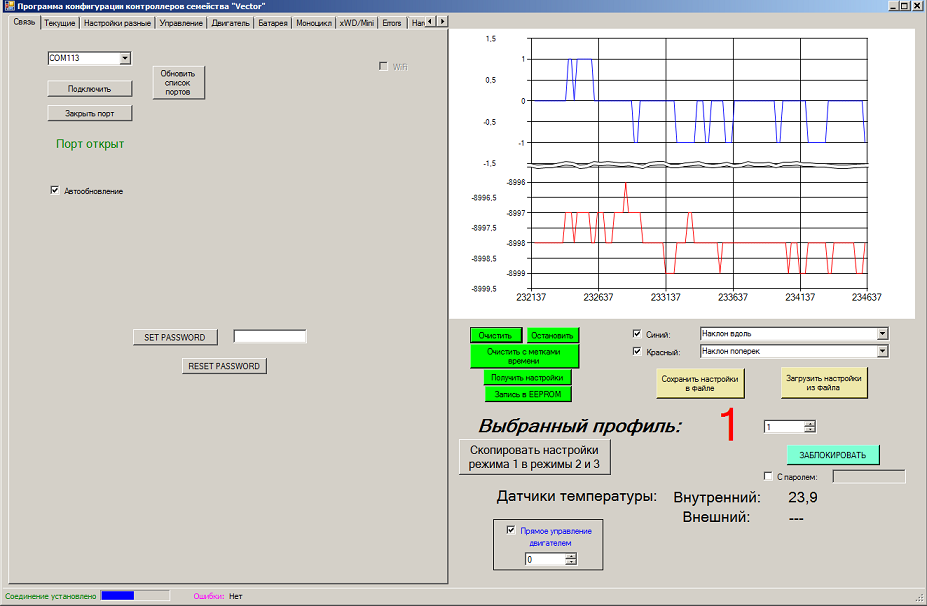 Программа конфигурации контроллеров семейства "Vector"
Связь Текущие Настройки разные Управление Двигатель Батарея Моноцикл xWD/Mini Errors
COM113
Обновить
список
портов
WiFi
Подключить
Закрыть порт
Порт открыт
Автообновление
SET PASSWORD
RESET PASSWORD
1,5
1
0,5
0
-0,5
-1
-1,5
-8996
-8996,5
-8997
-8997,5
-8998
-8998,5
-8999
-8999,5
232137 232637 233137 233637 234137 234637
Очистить Остановить
Очистить с метками
времени
Получить настройки
Запись в EEPROM
Синий: Наклон вдоль
Красный: Наклон поперек
Сохранить настройки
в файле
Загрузить настройки
из файла
Выбранный профиль: 1 1
Скопировать настройки
режима 1 в режимы 2 и 3
ЗАБЛОКИРОВАТЬ
С паролем:
Датчики температуры: Внутренний: 23,9
Внешний: ---
Прямое управление
двигателем
0
Соединение установлено Ошибки: Нет